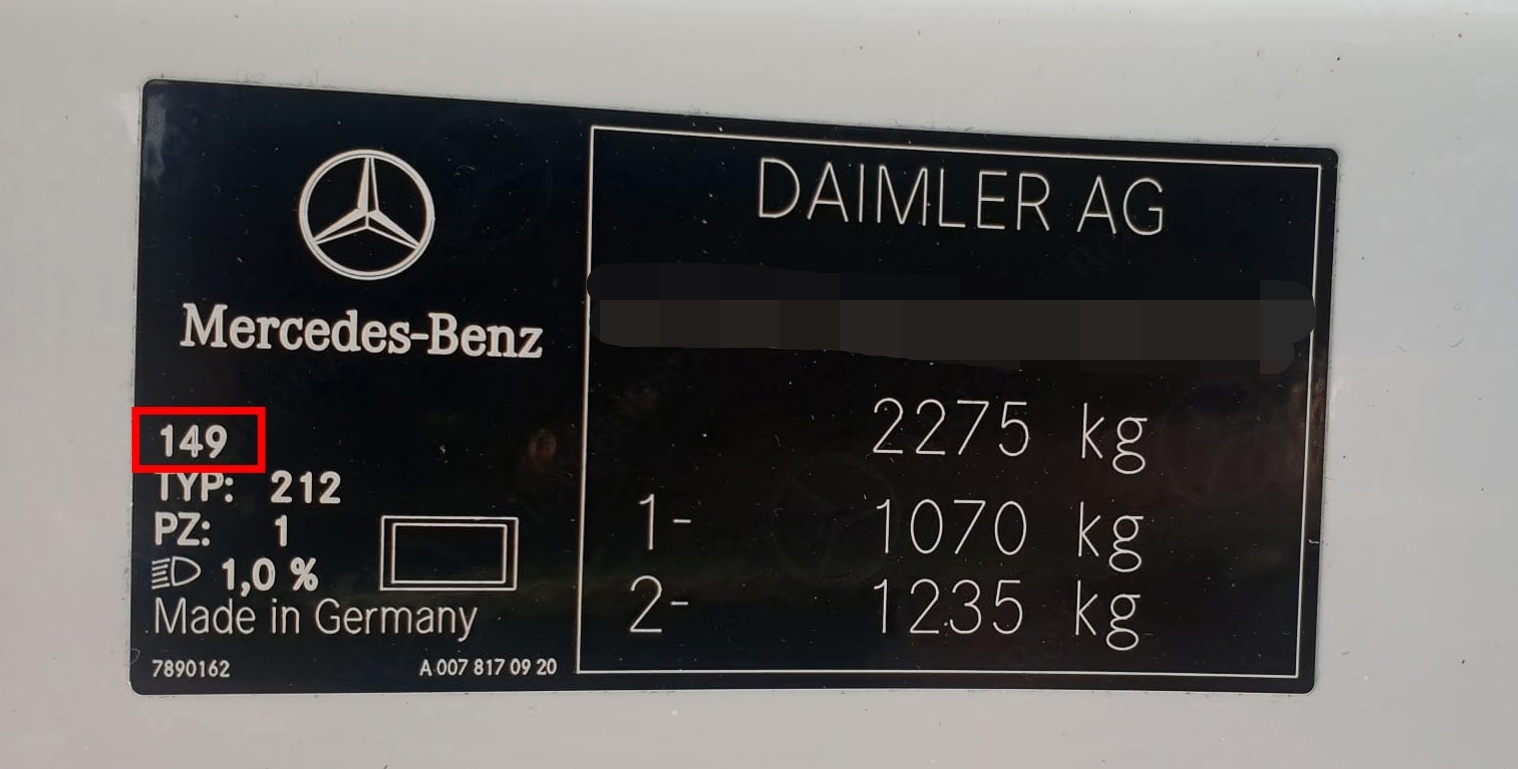 Mercedes-Benz
149
TYP: 212
PZ: 1
1,0 %
Made in Germany
7890162
A 007 817 09 20
DAIMLER AG
2275 kg
1- 1070 kg
2- 1235 kg